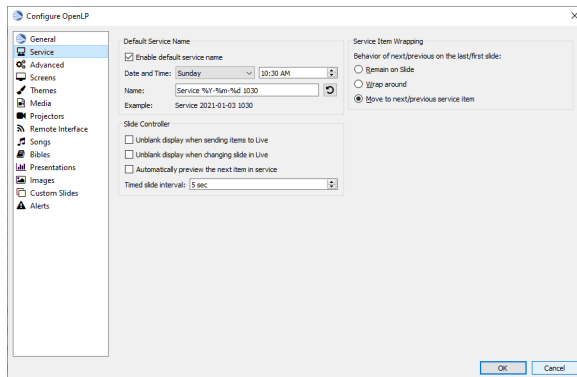 Configure OpenLP
General
Service
Advanced
Screens
Themes
Media
Projectors
Remote Interface
Songs
Bibles
Presentations
Images
Custom Slides
Alerts
Default Service Name
Enable default service name
Date and Time: Sunday 10:30 AM
Name: Service %Y-%m-%d 1030
Example: Service 2021-01-03 1030
Slide Controller
Unblank display when sending items to Live
Unblank display when changing slide in Live
Automatically preview the next item in service
Timed slide interval: 5 sec
Service Item Wrapping
Behavior of next/previous on the last/first slide:
Remain on Slide
Wrap around
Move to next/previous service item
OK Cancel